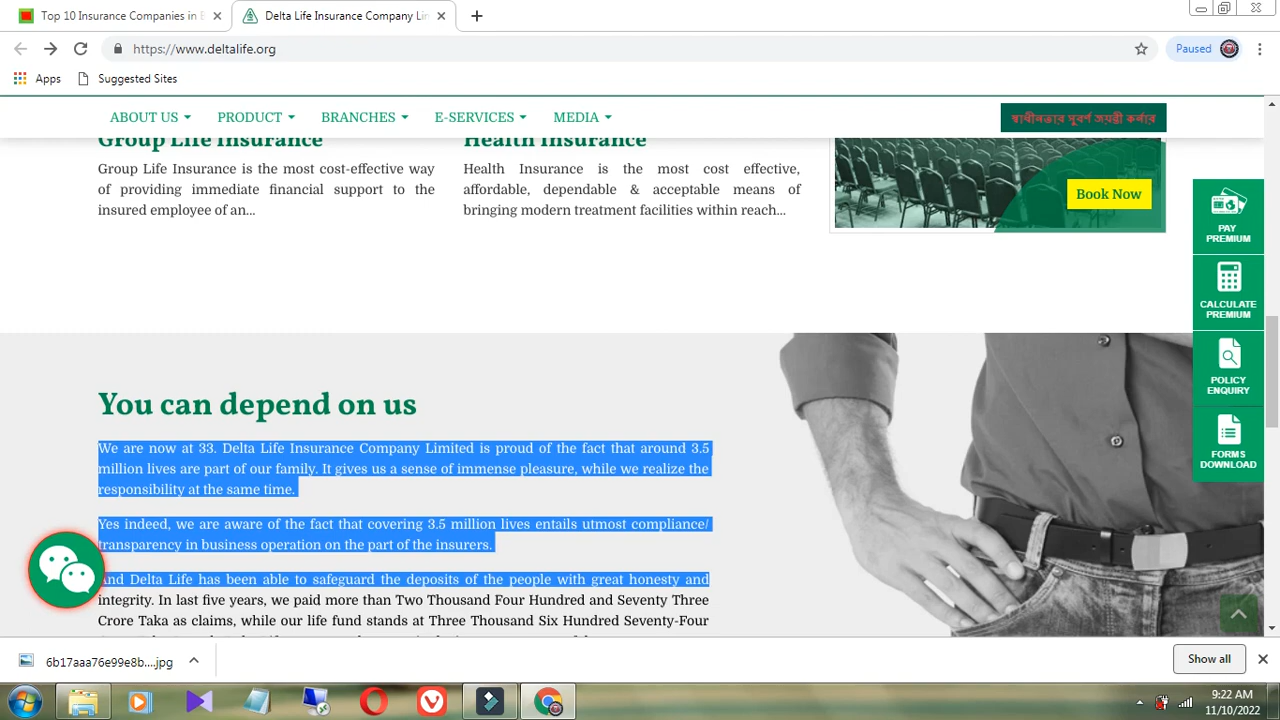 Top 10 Insurance Companies in
Delta Life Insurance Company Li
https://www.deltalife.org
Paused
Apps
Suggested Sites
ABOUT US
PRODUCT
BRANCHES
E-SERVICES
MEDIA
স্বাধীনতার সুবর্ণ জয়ন্তী কর্নার
Group Life Insurance
Health Insurance
Group Life Insurance is the most cost-effective way
of providing immediate financial support to the
insured employee of an...
Health Insurance is the most cost effective,
affordable, dependable & acceptable means of
bringing modern treatment facilities within reach...
Book Now
PAY
PREMIUM
CALCULATE
PREMIUM
POLICY
ENQUIRY
FORMS
DOWNLOAD
You can depend on us
We are now at 33. Delta Life Insurance Company Limited is proud of the fact that around 3.5
million lives are part of our family. It gives us a sense of immense pleasure, while we realize the
responsibility at the same time.
Yes indeed, we are aware of the fact that covering 3.5 million lives entails utmost compliance/
transparency in business operation on the part of the insurers.
And Delta Life has been able to safeguard the deposits of the people with great honesty and
integrity. In last five years, we paid more than Two Thousand Four Hundred and Seventy Three
Crore Taka as claims, while our life fund stands at Three Thousand Six Hundred Seventy-Four
6b17aaa76e99e8b....jpg
Show all
9:22 AM
11/10/2022